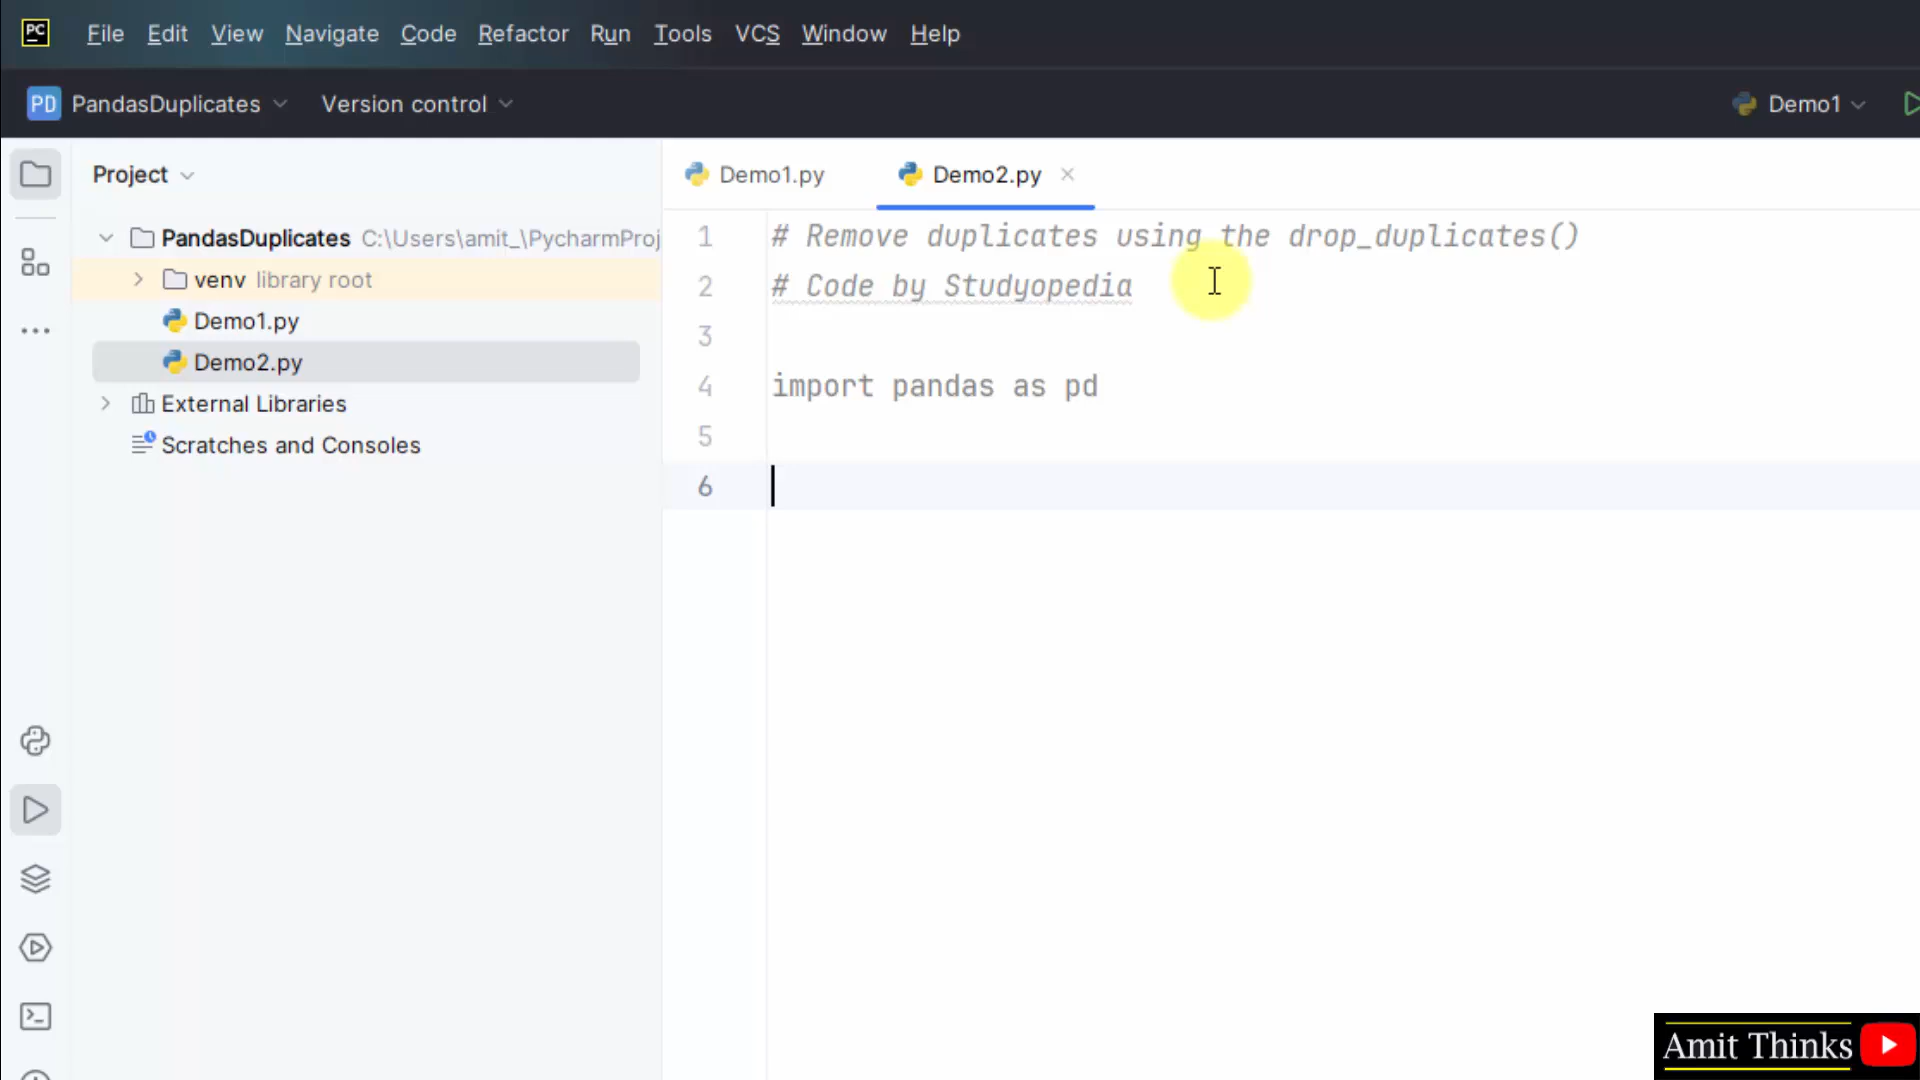 PC File Edit View Navigate Code Refactor Run Tools VCS Window Help
PD PandasDuplicates Version control Demo1
Project
PandasDuplicates C:\Users\amit_\PycharmProj
venv library root
Demo1.py
Demo2.py
External Libraries
Scratches and Consoles
Demo1.py Demo2.py
1 # Remove duplicates using the drop_duplicates()
2 # Code by Studyopedia
3
4 import pandas as pd
5
6
Amit Thinks